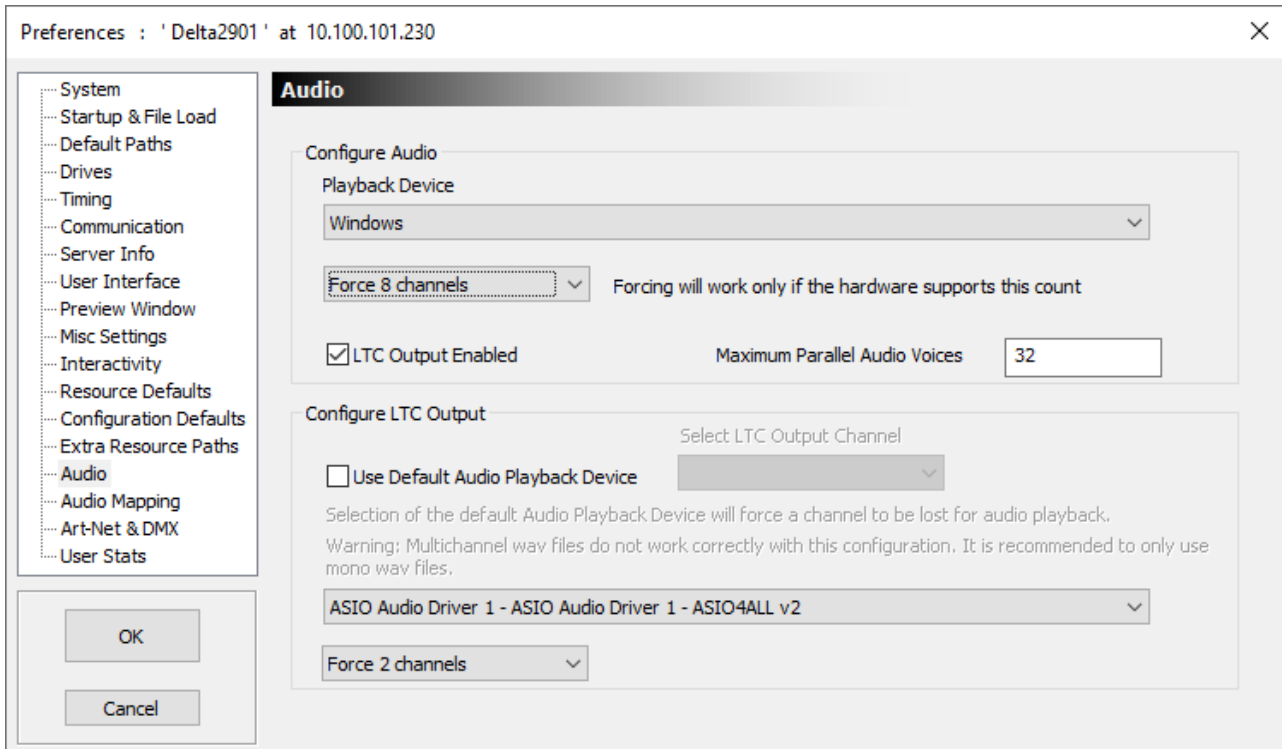 Preferences : 'Delta2901' at 10.100.101.230
System
Startup & File Load
Default Paths
Drives
Timing
Communication
Server Info
User Interface
Preview Window
Misc Settings
Interactivity
Resource Defaults
Configuration Defaults
Extra Resource Paths
Audio
Audio Mapping
Art-Net & DMX
User Stats
OK
Cancel
Audio
Configure Audio
Playback Device
Windows
Force 8 channels
Forcing will work only if the hardware supports this count
LTC Output Enabled
Maximum Parallel Audio Voices
32
Configure LTC Output
Select LTC Output Channel
Use Default Audio Playback Device
Selection of the default Audio Playback Device will force a channel to be lost for audio playback.
Warning: Multichannel wav files do not work correctly with this configuration. It is recommended to only use
mono wav files.
ASIO Audio Driver 1 - ASIO Audio Driver 1 - ASIO4ALL v2
Force 2 channels